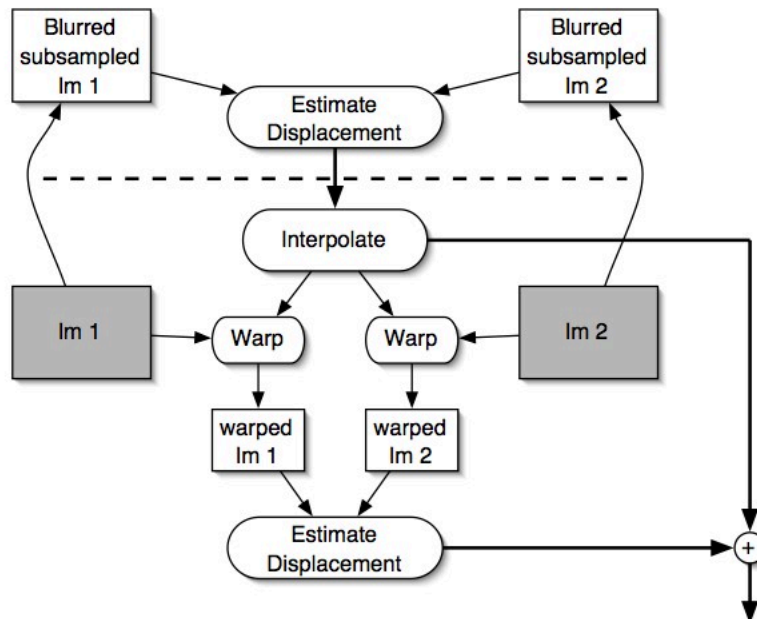 Blurred
subsampled
Im 1
Blurred
subsampled
Im 2
Estimate
Displacement
Interpolate
Im 1
Warp
Warp
Im 2
warped
Im 1
warped
Im 2
Estimate
Displacement
+